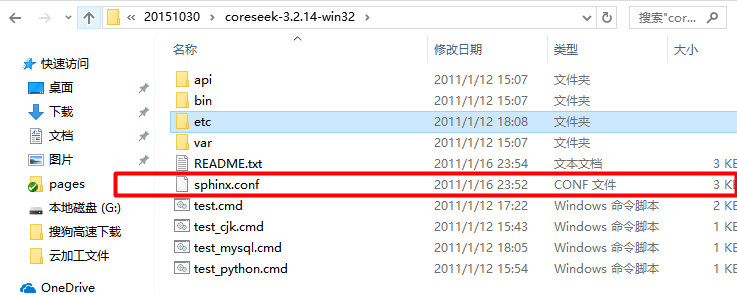 « 20151030 > coreseek-3.2.14-win32 >
搜索"cor...
名称 修改日期 类型 大小
快速访问
桌面
下载
文档
图片
pages
本地磁盘 (G:)
搜狗高速下载
云加工文件
OneDrive
api 2011/1/12 15:07 文件夹
bin 2011/1/12 15:07 文件夹
etc 2011/1/12 18:08 文件夹
var 2011/1/12 15:07 文件夹
README.txt 2011/1/16 23:54 文本文档 3 KB
sphinx.conf 2011/1/16 23:52 CONF 文件 3 KB
test.cmd 2011/1/12 17:22 Windows 命令脚本 2 KB
test_cjk.cmd 2011/1/12 15:43 Windows 命令脚本 1 KB
test_mysql.cmd 2011/1/12 18:05 Windows 命令脚本 1 KB
test_python.cmd 2011/1/12 15:54 Windows 命令脚本 1 KB